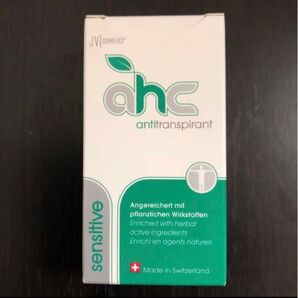 JV COSMETICS
ahc
antitranspirant
sensitive
Angereichert mit
pflanzlichen Wirkstoffen
Enriched with herbal
active ingredients
Enrichi en agents naturels
Made in Switzerland